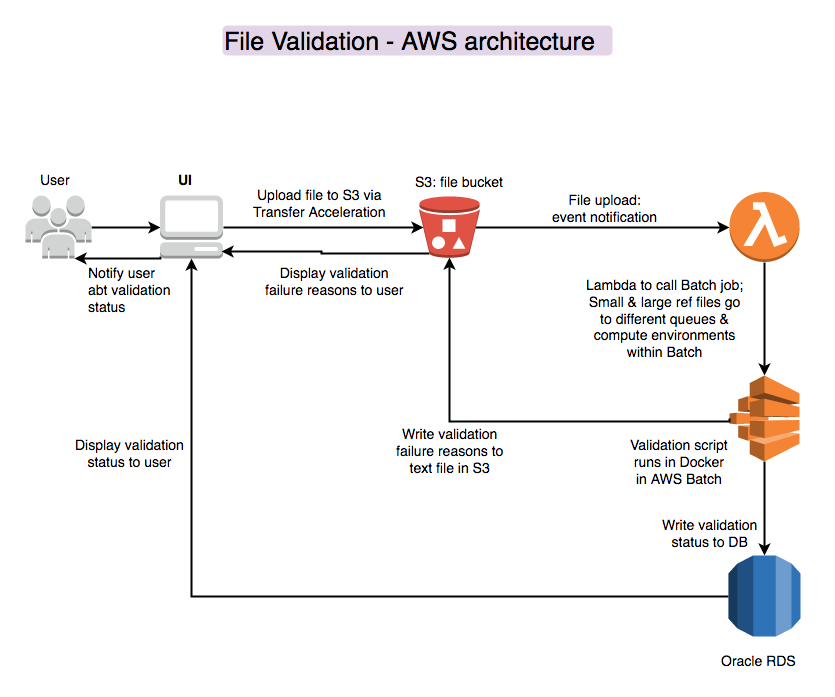 File Validation - AWS architecture
User
UI
Upload file to S3 via
Transfer Acceleration
S3: file bucket
File upload:
event notification
Notify user
abt validation
status
Display validation
failure reasons to user
Lambda to call Batch job;
Small & large ref files go
to different queues &
compute environments
within Batch
Display validation
status to user
Write validation
failure reasons to
text file in S3
Validation script
runs in Docker
in AWS Batch
Write validation
status to DB
Oracle RDS